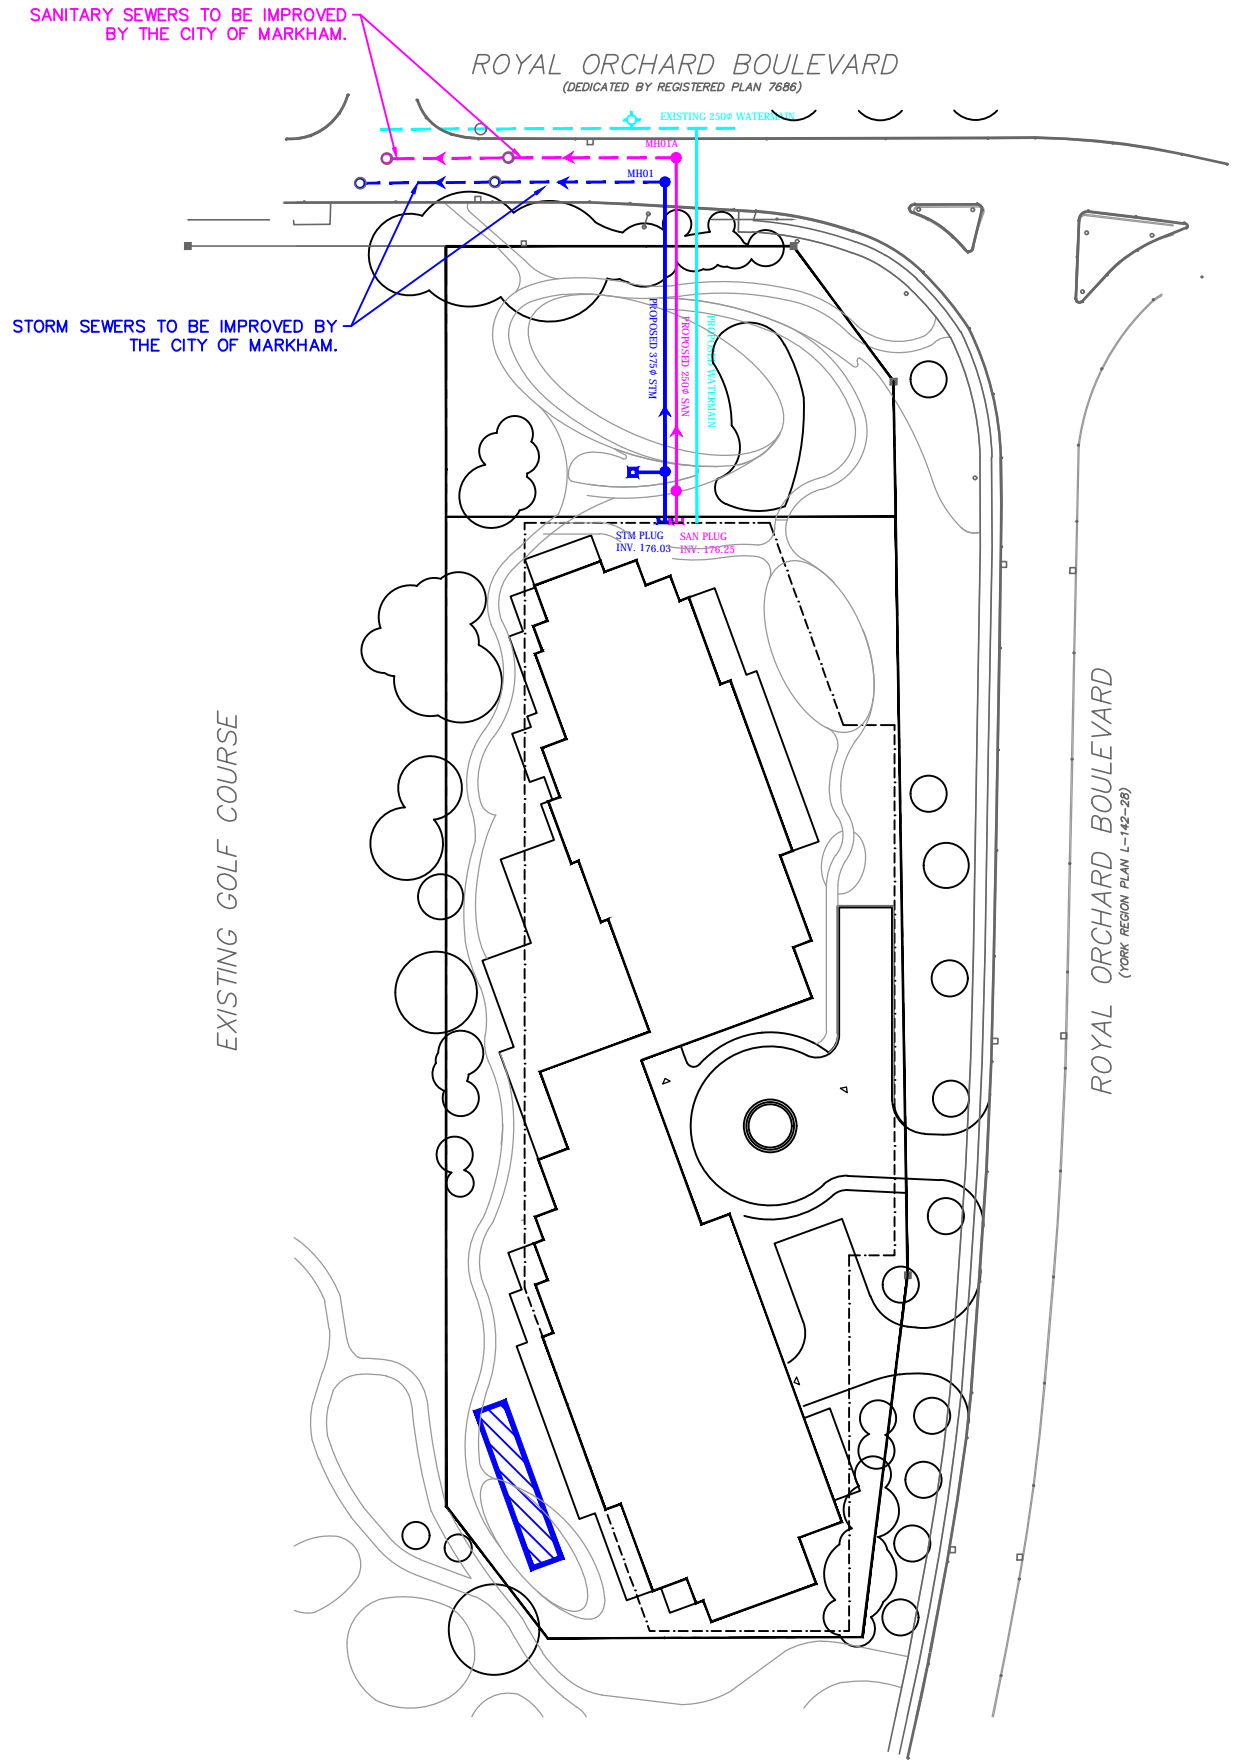 SANITARY SEWERS TO BE IMPROVED
BY THE CITY OF MARKHAM.
ROYAL ORCHARD BOULEVARD
(DEDICATED BY REGISTERED PLAN 7686)
EXISTING 250¢ WATERMAIN
MH01A
MH01
STORM SEWERS TO BE IMPROVED BY
THE CITY OF MARKHAM.
PROPOSED 375¢ STM
PROPOSED 250¢ SAN
PROPOSED WATERMAIN
STM PLUG
INV. 176.03
SAN PLUG
INV. 176.25
EXISTING GOLF COURSE
ROYAL ORCHARD BOULEVARD
(YORK REGION PLAN L-142-28)